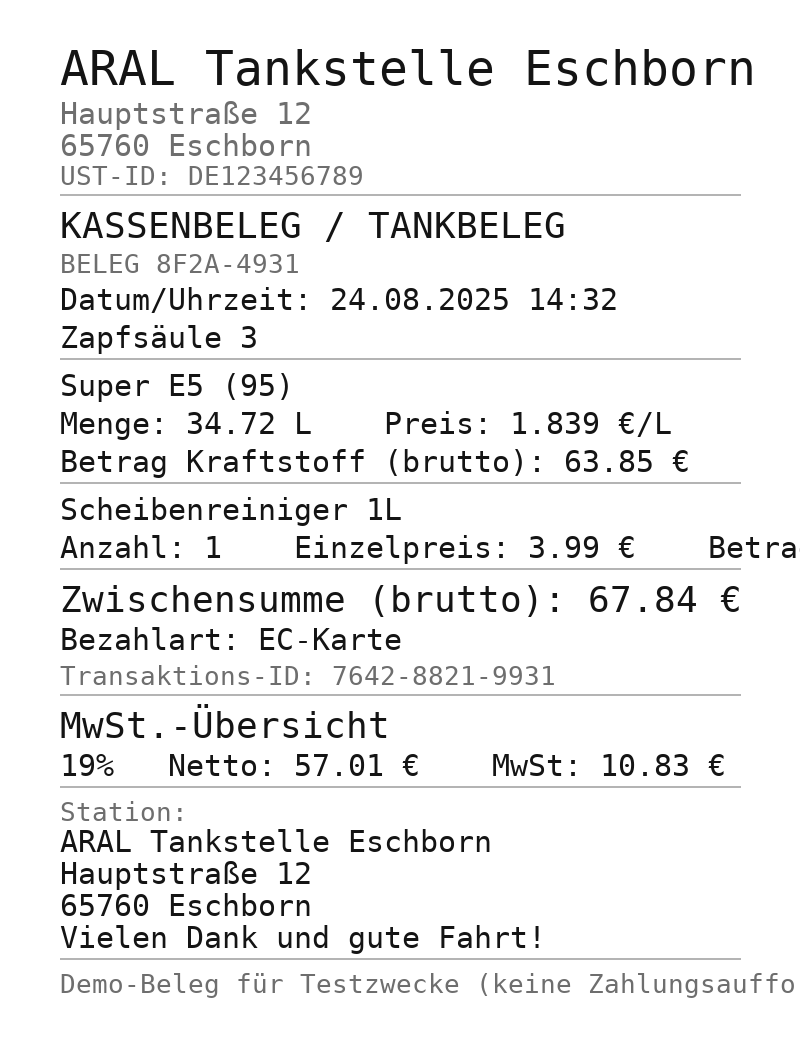 ARAL Tankstelle Eschborn
Hauptstraße 12
65760 Eschborn
UST-ID: DE123456789
KASSENBELEG / TANKBELEG
BELEG 8F2A-4931
Datum/Uhrzeit: 24.08.2025 14:32
Zapfsäule 3
Super E5 (95)
Menge: 34.72 L    Preis: 1.839 €/L
Betrag Kraftstoff (brutto): 63.85 €
Scheibenreiniger 1L
Anzahl: 1    Einzelpreis: 3.99 €
Zwischensumme (brutto): 67.84 €
Bezahlart: EC-Karte
Transaktions-ID: 7642-8821-9931
MwSt.-Übersicht
19%   Netto: 57.01 €    MwSt: 10.83 €
Station:
ARAL Tankstelle Eschborn
Hauptstraße 12
65760 Eschborn
Vielen Dank und gute Fahrt!
Demo-Beleg für Testzwecke (keine